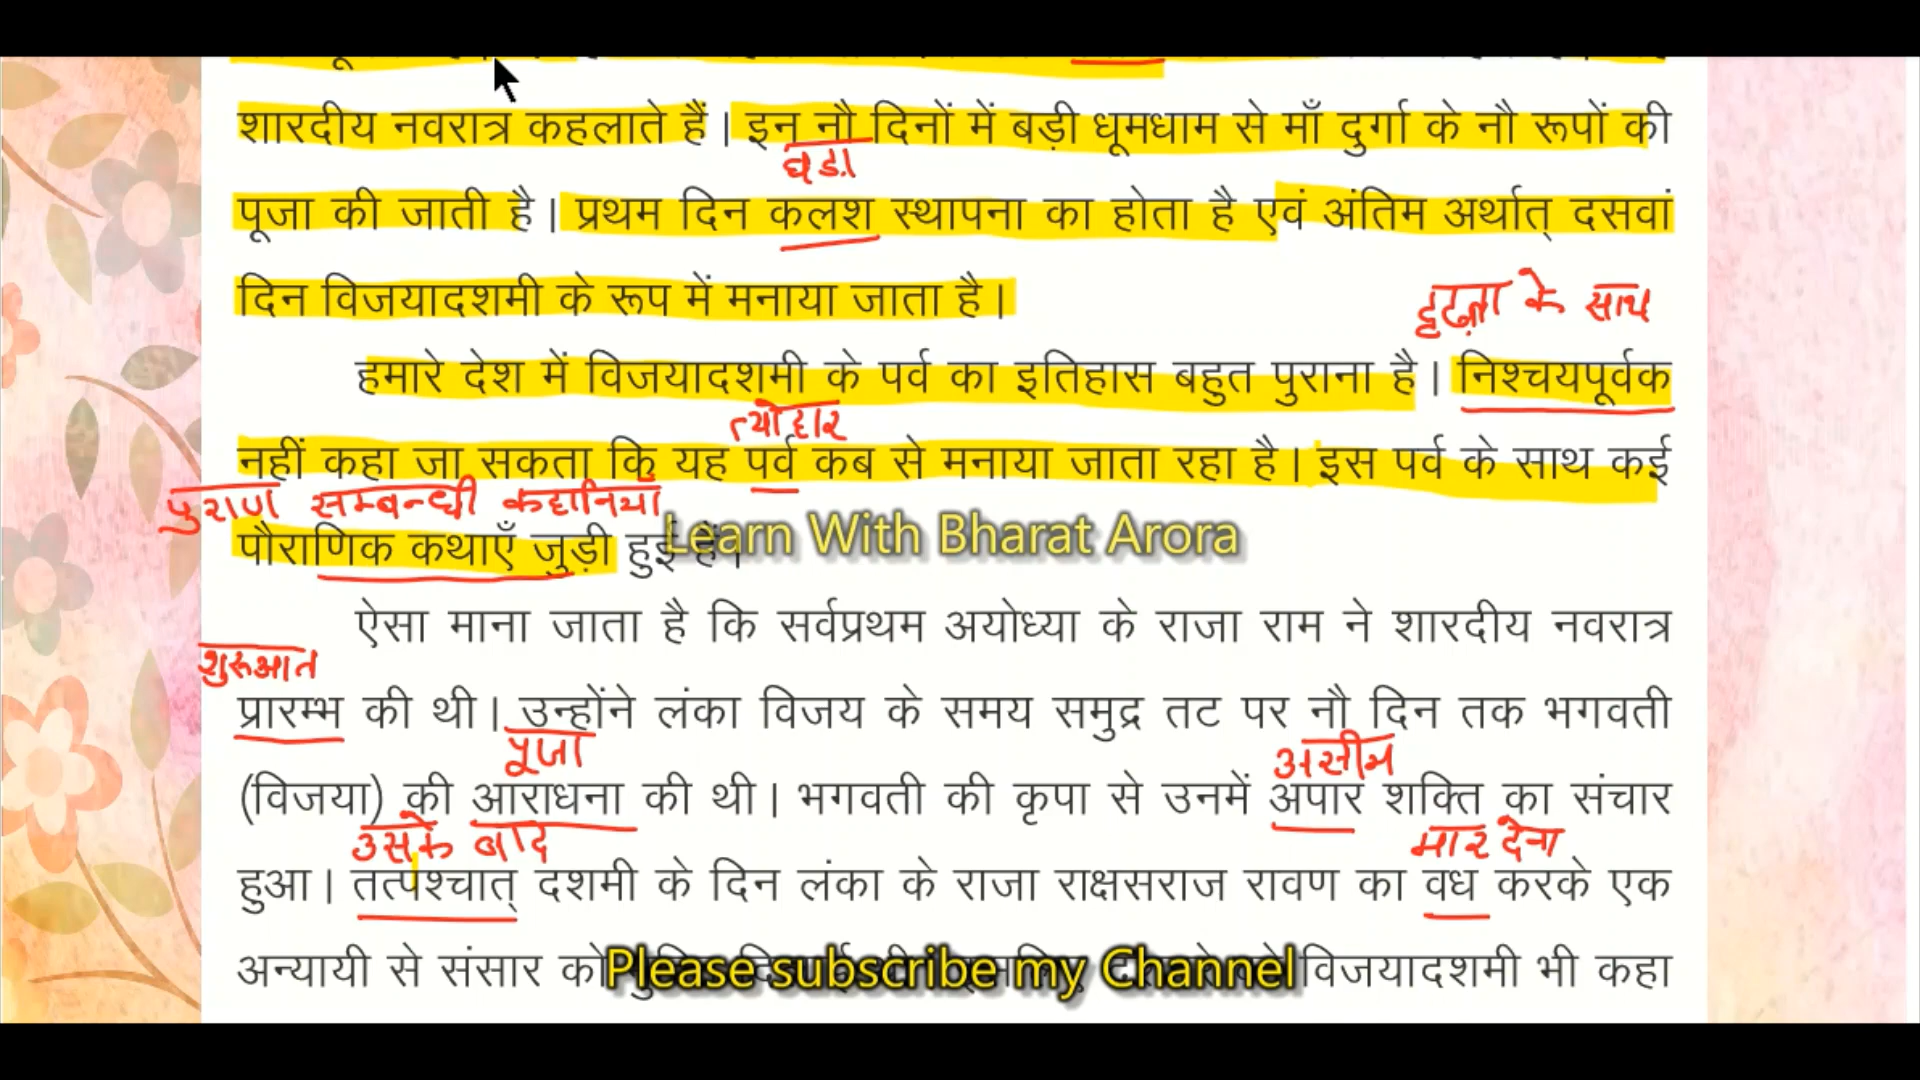 शारदीय नवरात्र कहलाते हैं। इन नौ दिनों में बड़ी धूमधाम से माँ दुर्गा के नौ रूपों की
घड़ा
पूजा की जाती है। प्रथम दिन कलश स्थापना का होता है एवं अंतिम अर्थात् दसवां
दिन विजयादशमी के रूप में मनाया जाता है।
दृढ़ता के साथ
हमारे देश में विजयादशमी के पर्व का इतिहास बहुत पुराना है। निश्चयपूर्वक
त्योहार
नहीं कहा जा सकता कि यह पर्व कब से मनाया जाता रहा है। इस पर्व के साथ कई
पुराण सम्बन्धी कहानियाँ
पौराणिक कथाएँ जुड़ी हुई हैं।
Learn With Bharat Arora
ऐसा माना जाता है कि सर्वप्रथम अयोध्या के राजा राम ने शारदीय नवरात्र
शुरूआत
प्रारम्भ की थी। उन्होंने लंका विजय के समय समुद्र तट पर नौ दिन तक भगवती
पूजा असीम
(विजया) की आराधना की थी। भगवती की कृपा से उनमें अपार शक्ति का संचार
उसके बाद मार देना
हुआ। तत्पश्चात् दशमी के दिन लंका के राजा राक्षसराज रावण का वध करके एक
अन्यायी से संसार को विजयादशमी भी कहा
Please subscribe my Channel